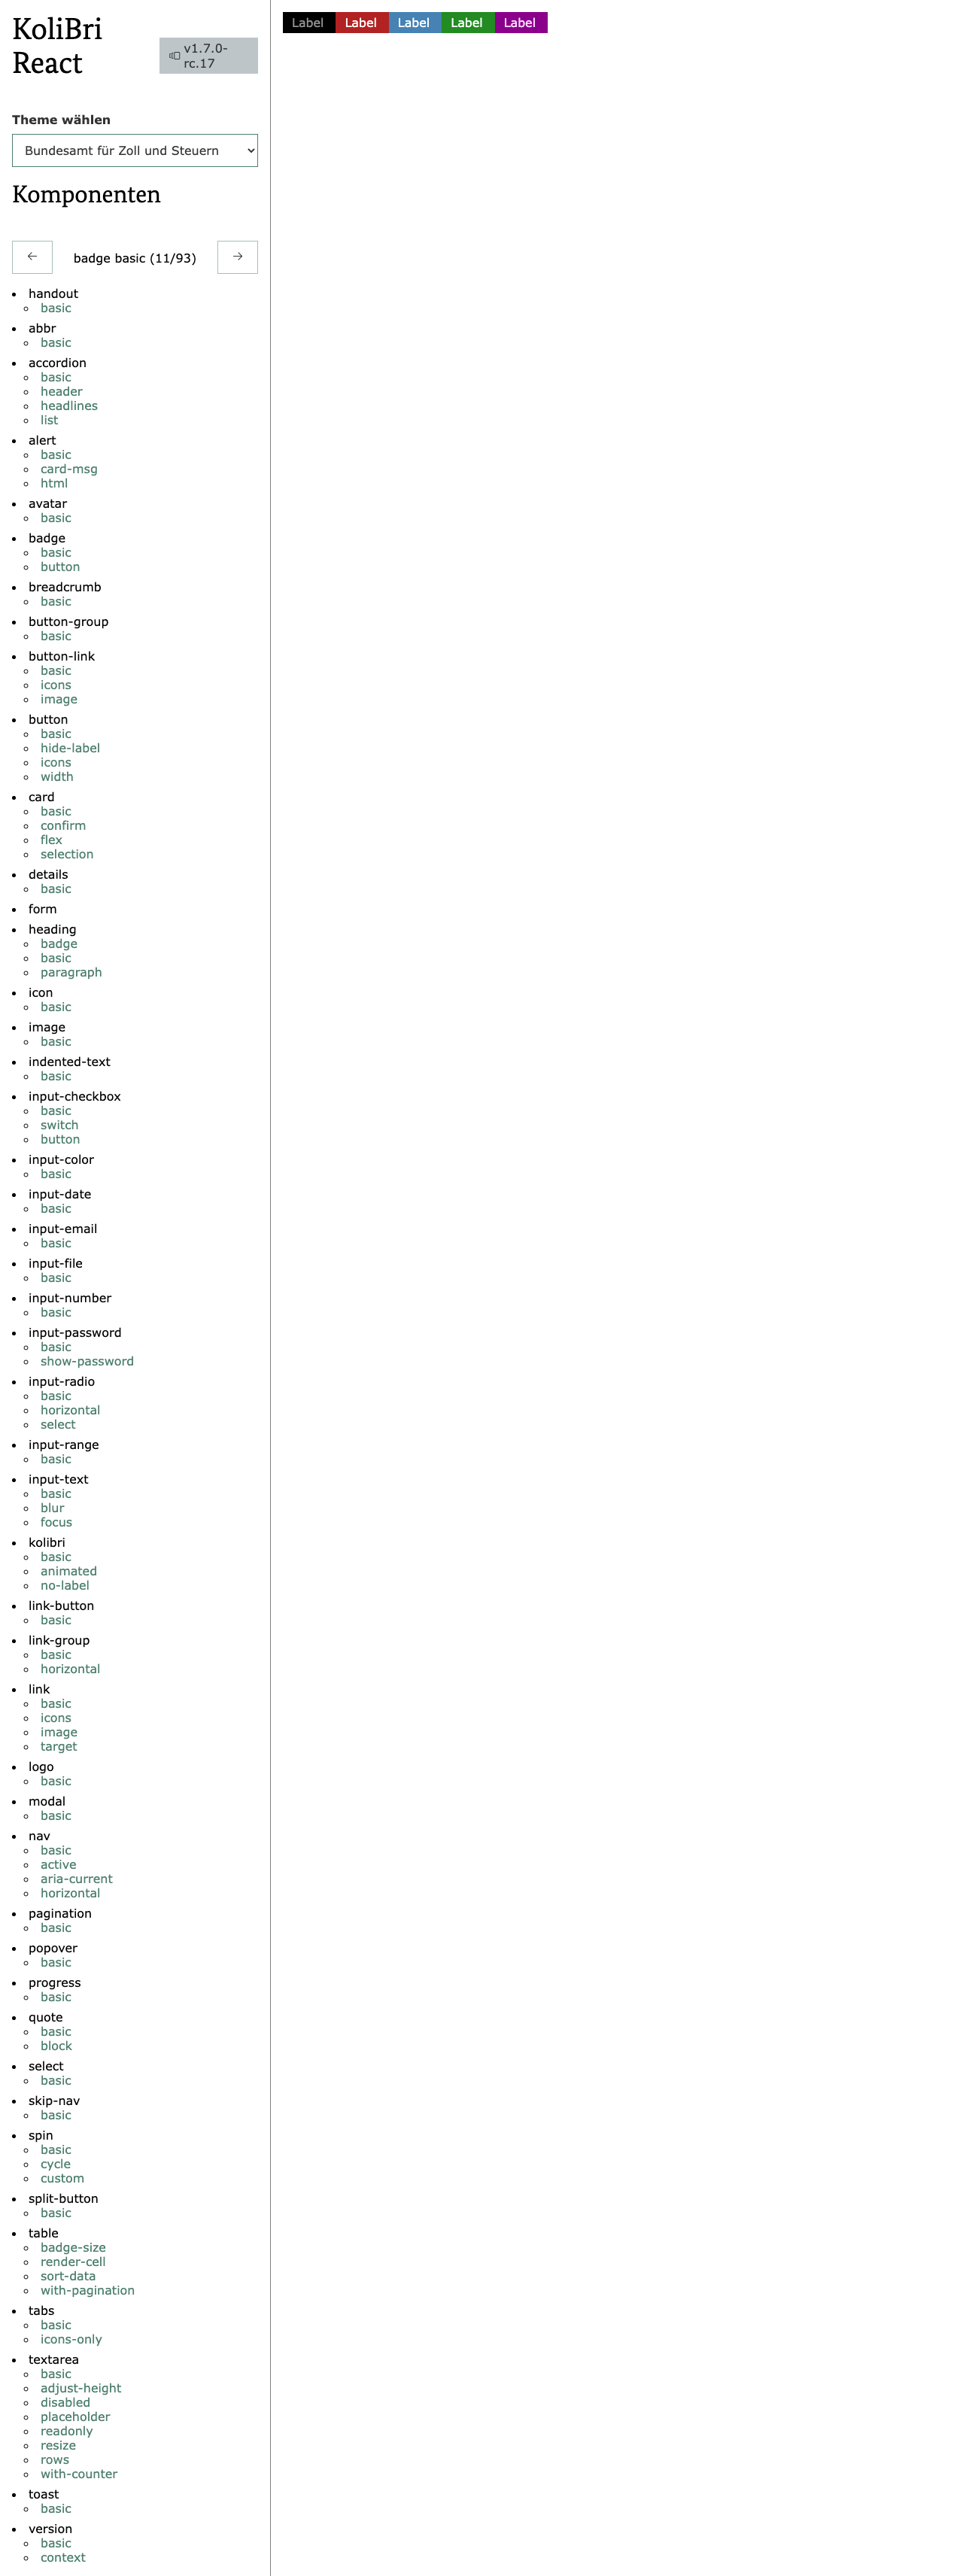 KoliBri
React
v1.7.0-
rc.17
Theme wählen
Bundesamt für Zoll und Steuern
Komponenten
← badge basic (11/93) →
handout
basic
abbr
basic
accordion
basic
header
headlines
list
alert
basic
card-msg
html
avatar
basic
badge
basic
button
breadcrumb
basic
button-group
basic
button-link
basic
icons
image
button
basic
hide-label
icons
width
card
basic
confirm
flex
selection
details
basic
form
heading
badge
basic
paragraph
icon
basic
image
basic
indented-text
basic
input-checkbox
basic
switch
button
input-color
basic
input-date
basic
input-email
basic
input-file
basic
input-number
basic
input-password
basic
show-password
input-radio
basic
horizontal
select
input-range
basic
input-text
basic
blur
focus
kolibri
basic
animated
no-label
link-button
basic
link-group
basic
horizontal
link
basic
icons
image
target
logo
basic
modal
basic
nav
basic
active
aria-current
horizontal
pagination
basic
popover
basic
progress
basic
quote
basic
block
select
basic
skip-nav
basic
spin
basic
cycle
custom
split-button
basic
table
badge-size
render-cell
sort-data
with-pagination
tabs
basic
icons-only
textarea
basic
adjust-height
disabled
placeholder
readonly
resize
rows
with-counter
toast
basic
version
basic
context
Label Label Label Label Label